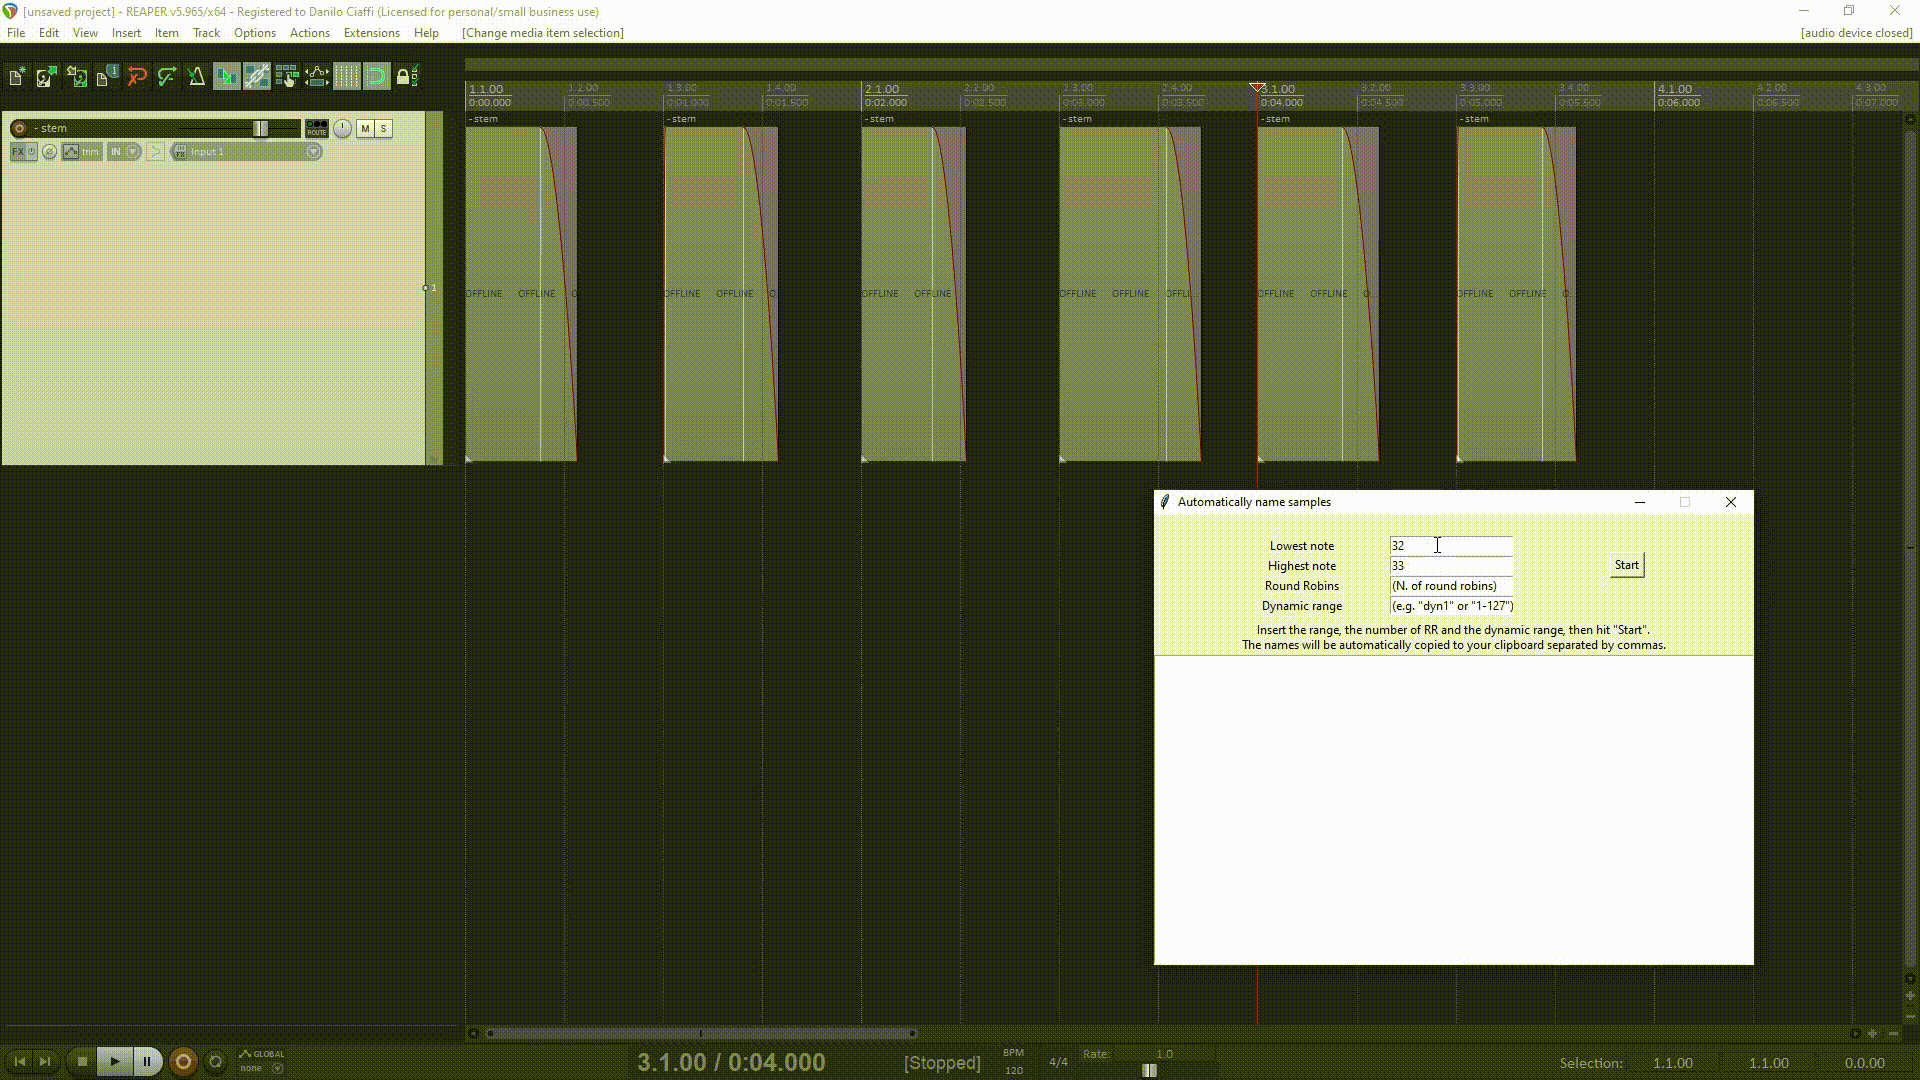 [unsaved project] - REAPER v5.965/x64 - Registered to Danilo Ciaffi (Licensed for personal/small business use)
File Edit View Insert Item Track Options Actions Extensions Help [Change media item selection] [audio device closed]
1.1.00 1.2.00 1.3.00 1.4.00 2.1.00 2.2.00 2.3.00 2.4.00 3.1.00 3.2.00 3.3.00 3.4.00 4.1.00 4.2.00 4.3.00
0:00.000 0:00.500 0:01.000 0:01.500 0:02.000 0:02.500 0:03.000 0:03.500 0:04.000 0:04.500 0:05.000 0:05.500 0:06.000 0:06.500 0:07.000
-stem -stem -stem -stem -stem -stem
- stem ROUTE M S
FX trim IN FX Input 1
1
OFFLINE OFFLINE O OFFLINE OFFLINE O... OFFLINE OFFLINE OFFLINE OFFLINE OFFLI... OFFLINE OFFLINE O... OFFLINE OFFLINE O...
Automatically name samples
Lowest note 32
Highest note 33
Start
Round Robins (N. of round robins)
Dynamic range (e.g. "dyn1" or "1-127")
Insert the range, the number of RR and the dynamic range, then hit "Start".
The names will be automatically copied to your clipboard separated by commas.
GLOBAL
none
3.1.00 / 0:04.000 [Stopped]
BPM
120
4/4
Rate: 1.0
Selection: 1.1.00 1.1.00 0.0.00